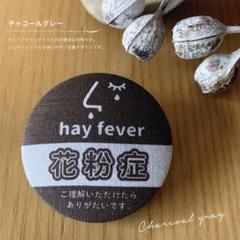 チャコールグレー
hay fever
花粉症
ご理解いただけたら
ありがたいです。
Charcoal gray